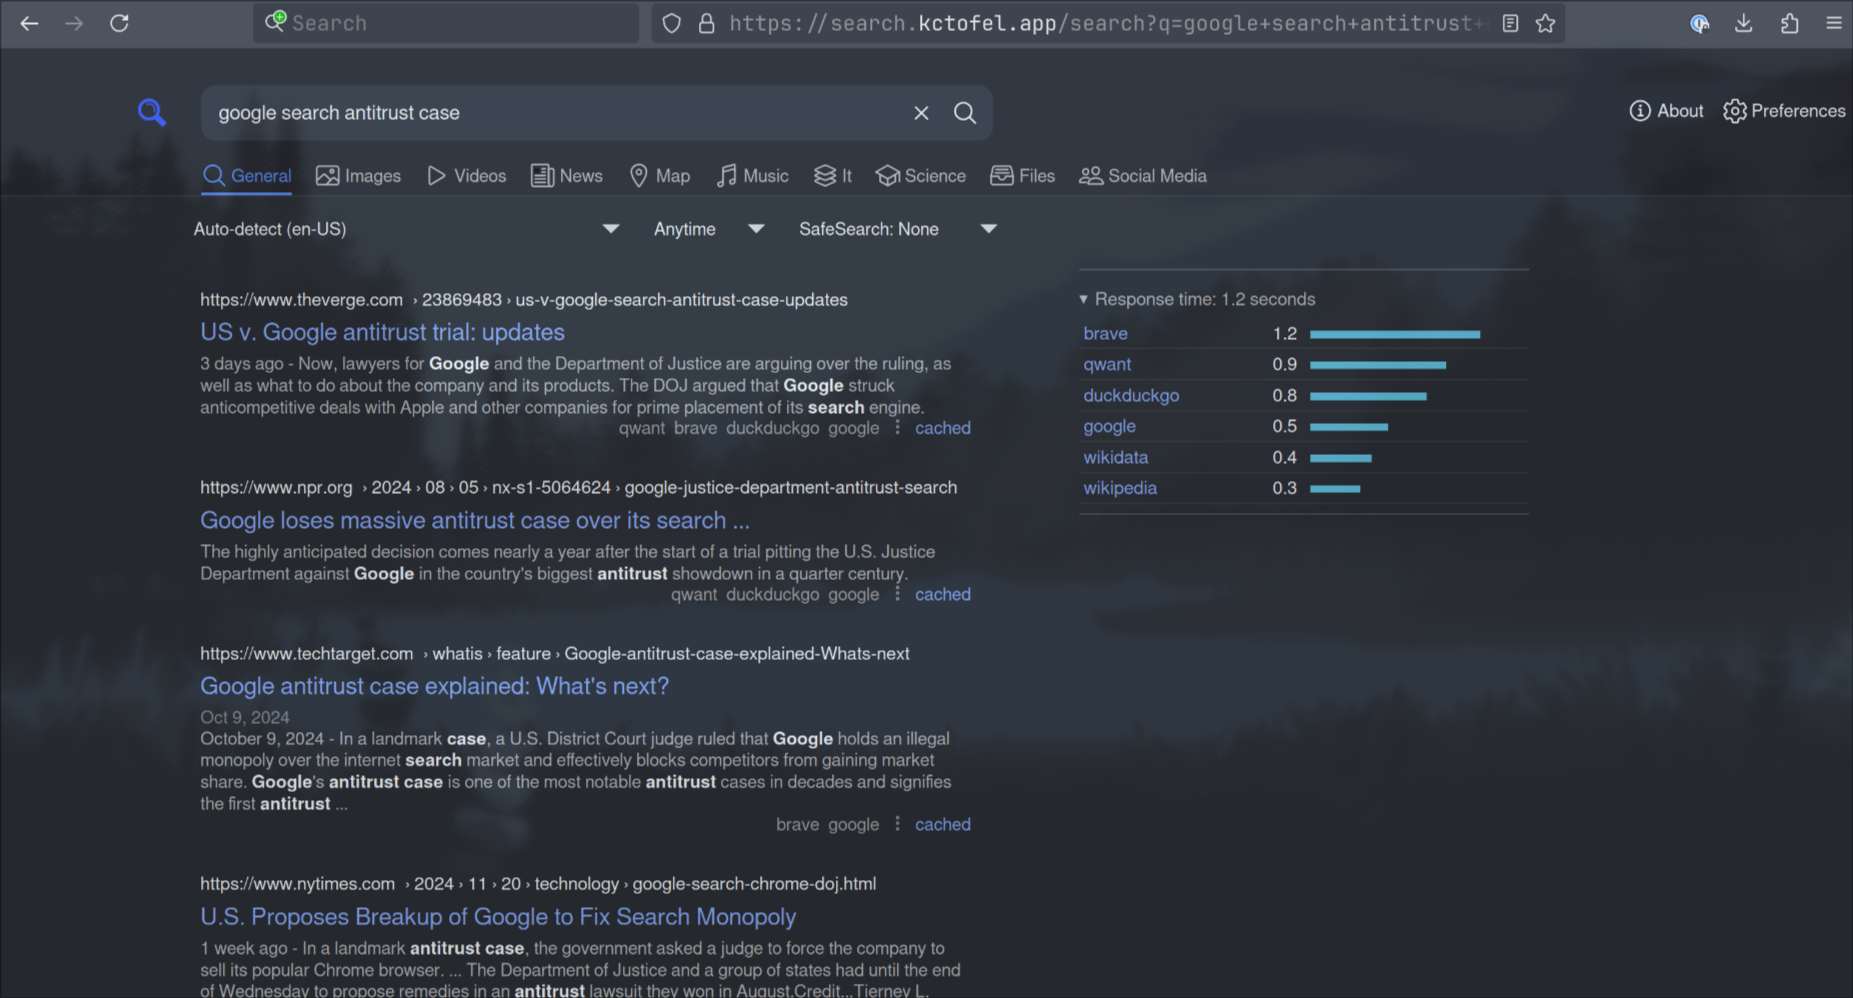 Search
https://search.kctofel.app/search?q=google+search+antitrust+
google search antitrust case
About
Preferences
General
Images
Videos
News
Map
Music
It
Science
Files
Social Media
Auto-detect (en-US)
Anytime
SafeSearch: None
https://www.theverge.com › 23869483 › us-v-google-search-antitrust-case-updates
US v. Google antitrust trial: updates
3 days ago - Now, lawyers for Google and the Department of Justice are arguing over the ruling, as
well as what to do about the company and its products. The DOJ argued that Google struck
anticompetitive deals with Apple and other companies for prime placement of its search engine.
qwant brave duckduckgo google ⋮ cached
https://www.npr.org › 2024 › 08 › 05 › nx-s1-5064624 › google-justice-department-antitrust-search
Google loses massive antitrust case over its search ...
The highly anticipated decision comes nearly a year after the start of a trial pitting the U.S. Justice
Department against Google in the country's biggest antitrust showdown in a quarter century.
qwant duckduckgo google ⋮ cached
https://www.techtarget.com › whatis › feature › Google-antitrust-case-explained-Whats-next
Google antitrust case explained: What's next?
Oct 9, 2024
October 9, 2024 - In a landmark case, a U.S. District Court judge ruled that Google holds an illegal
monopoly over the internet search market and effectively blocks competitors from gaining market
share. Google's antitrust case is one of the most notable antitrust cases in decades and signifies
the first antitrust ...
brave google ⋮ cached
https://www.nytimes.com › 2024 › 11 › 20 › technology › google-search-chrome-doj.html
U.S. Proposes Breakup of Google to Fix Search Monopoly
1 week ago - In a landmark antitrust case, the government asked a judge to force the company to
sell its popular Chrome browser. ... The Department of Justice and a group of states had until the end
of Wednesday to propose remedies in an antitrust lawsuit they won in August.Credit...Tierney L.
▾ Response time: 1.2 seconds
brave 1.2
qwant 0.9
duckduckgo 0.8
google 0.5
wikidata 0.4
wikipedia 0.3